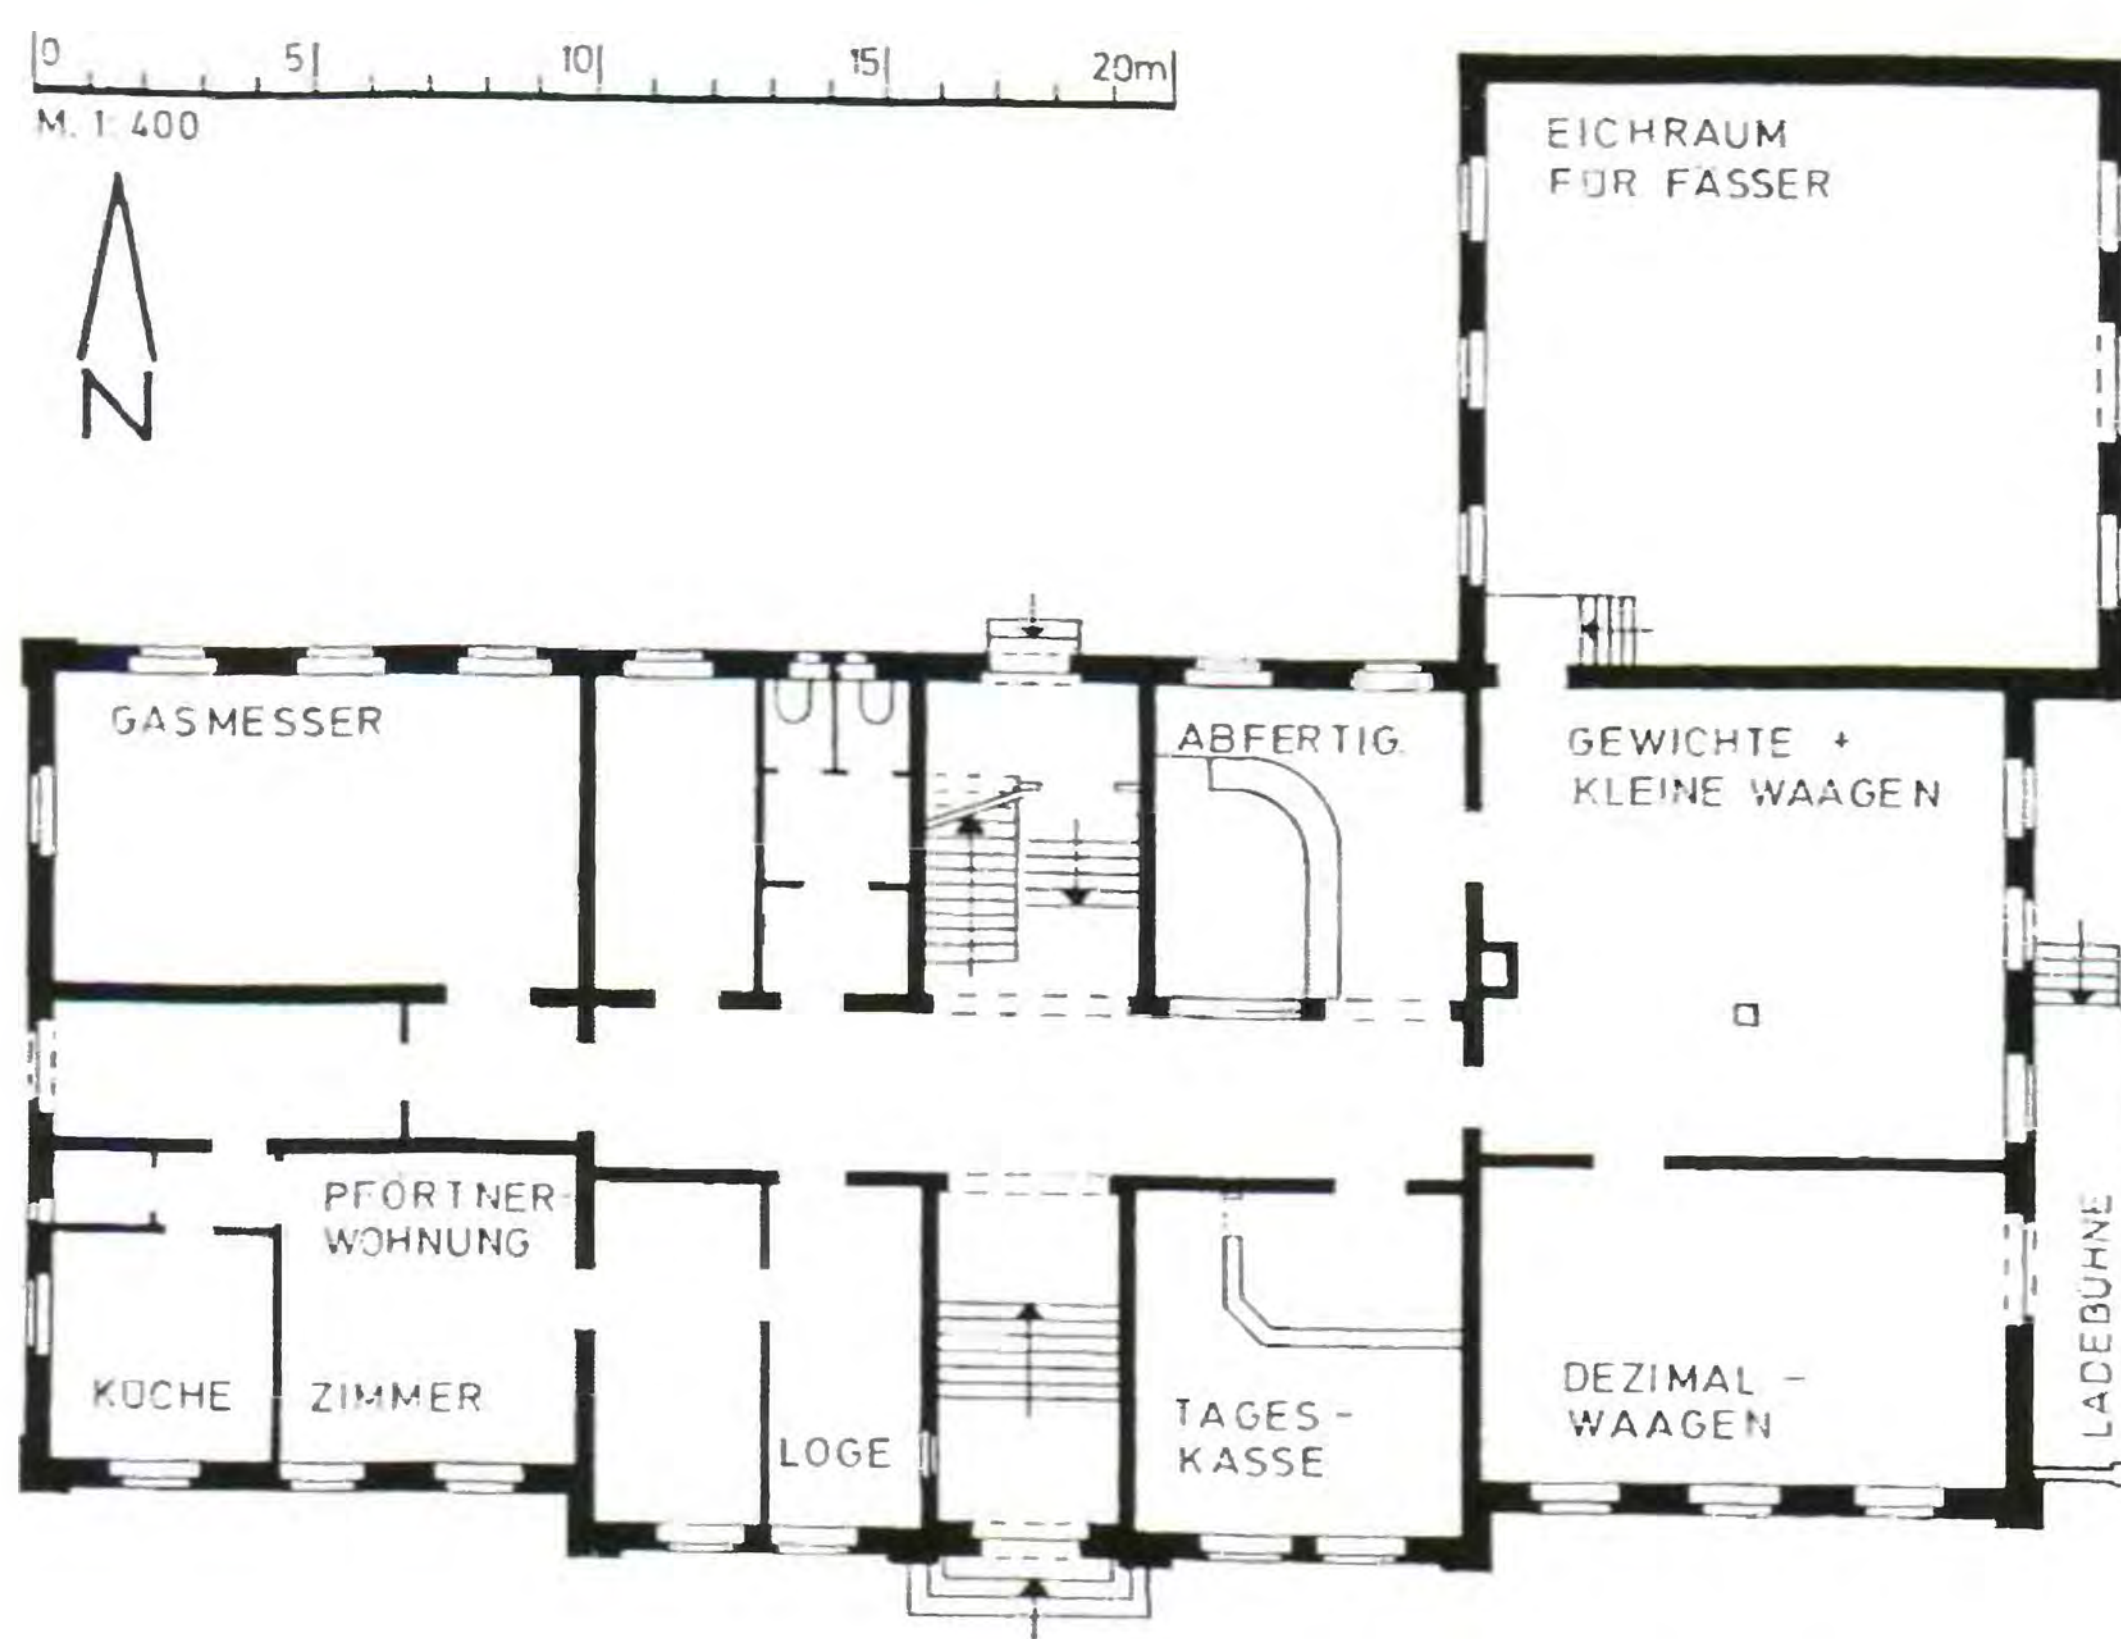 0 5 10 15 20m
M. 1:400
N
EICHRAUM
FÜR FÄSSER
GASMESSER
ABFERTIG.
GEWICHTE +
KLEINE WAAGEN
PFÖRTNER-
WOHNUNG
KÜCHE
ZIMMER
LOGE
TAGES-
KASSE
DEZIMAL-
WAAGEN
LADEBÜHNE